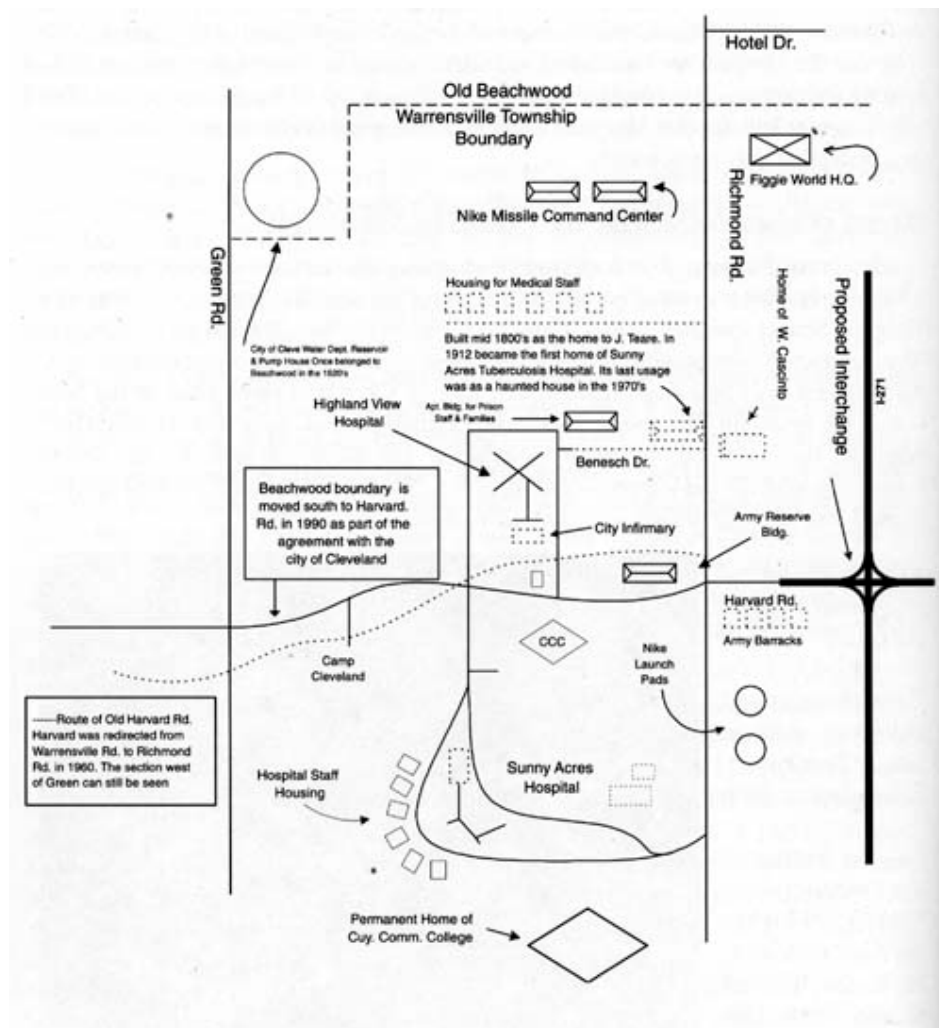 Hotel Dr.
Old Beachwood
Warrensville Township
Boundary
Figgie World H.Q.
Richmond Rd.
Nike Missile Command Center
Green Rd.
Housing for Medical Staff
Home of W. Cascinto
Proposed Interchange
I-271
City of Cleve Water Dept. Reservoir
& Pump House Once belonged to
Beachwood in the 1920's
Built mid 1800's as the home to J. Teare. In
1912 became the first home of Sunny
Acres Tuberculosis Hospital. Its last usage
was as a haunted house in the 1970's
Highland View
Hospital
Apt. Bldg. for Prison
Staff & Families
Benesch Dr.
Beachwood boundary is
moved south to Harvard.
Rd. in 1990 as part of the
agreement with the
city of Cleveland
City Infirmary
Army Reserve
Bldg.
Harvard Rd.
Army Barracks
CCC
Camp
Cleveland
Nike
Launch
Pads
-----Route of Old Harvard Rd.
Harvard was redirected from
Warrensville Rd. to Richmond
Rd. in 1960. The section west
of Green can still be seen
Hospital Staff
Housing
Sunny Acres
Hospital
Permanent Home of
Cuy. Comm. College